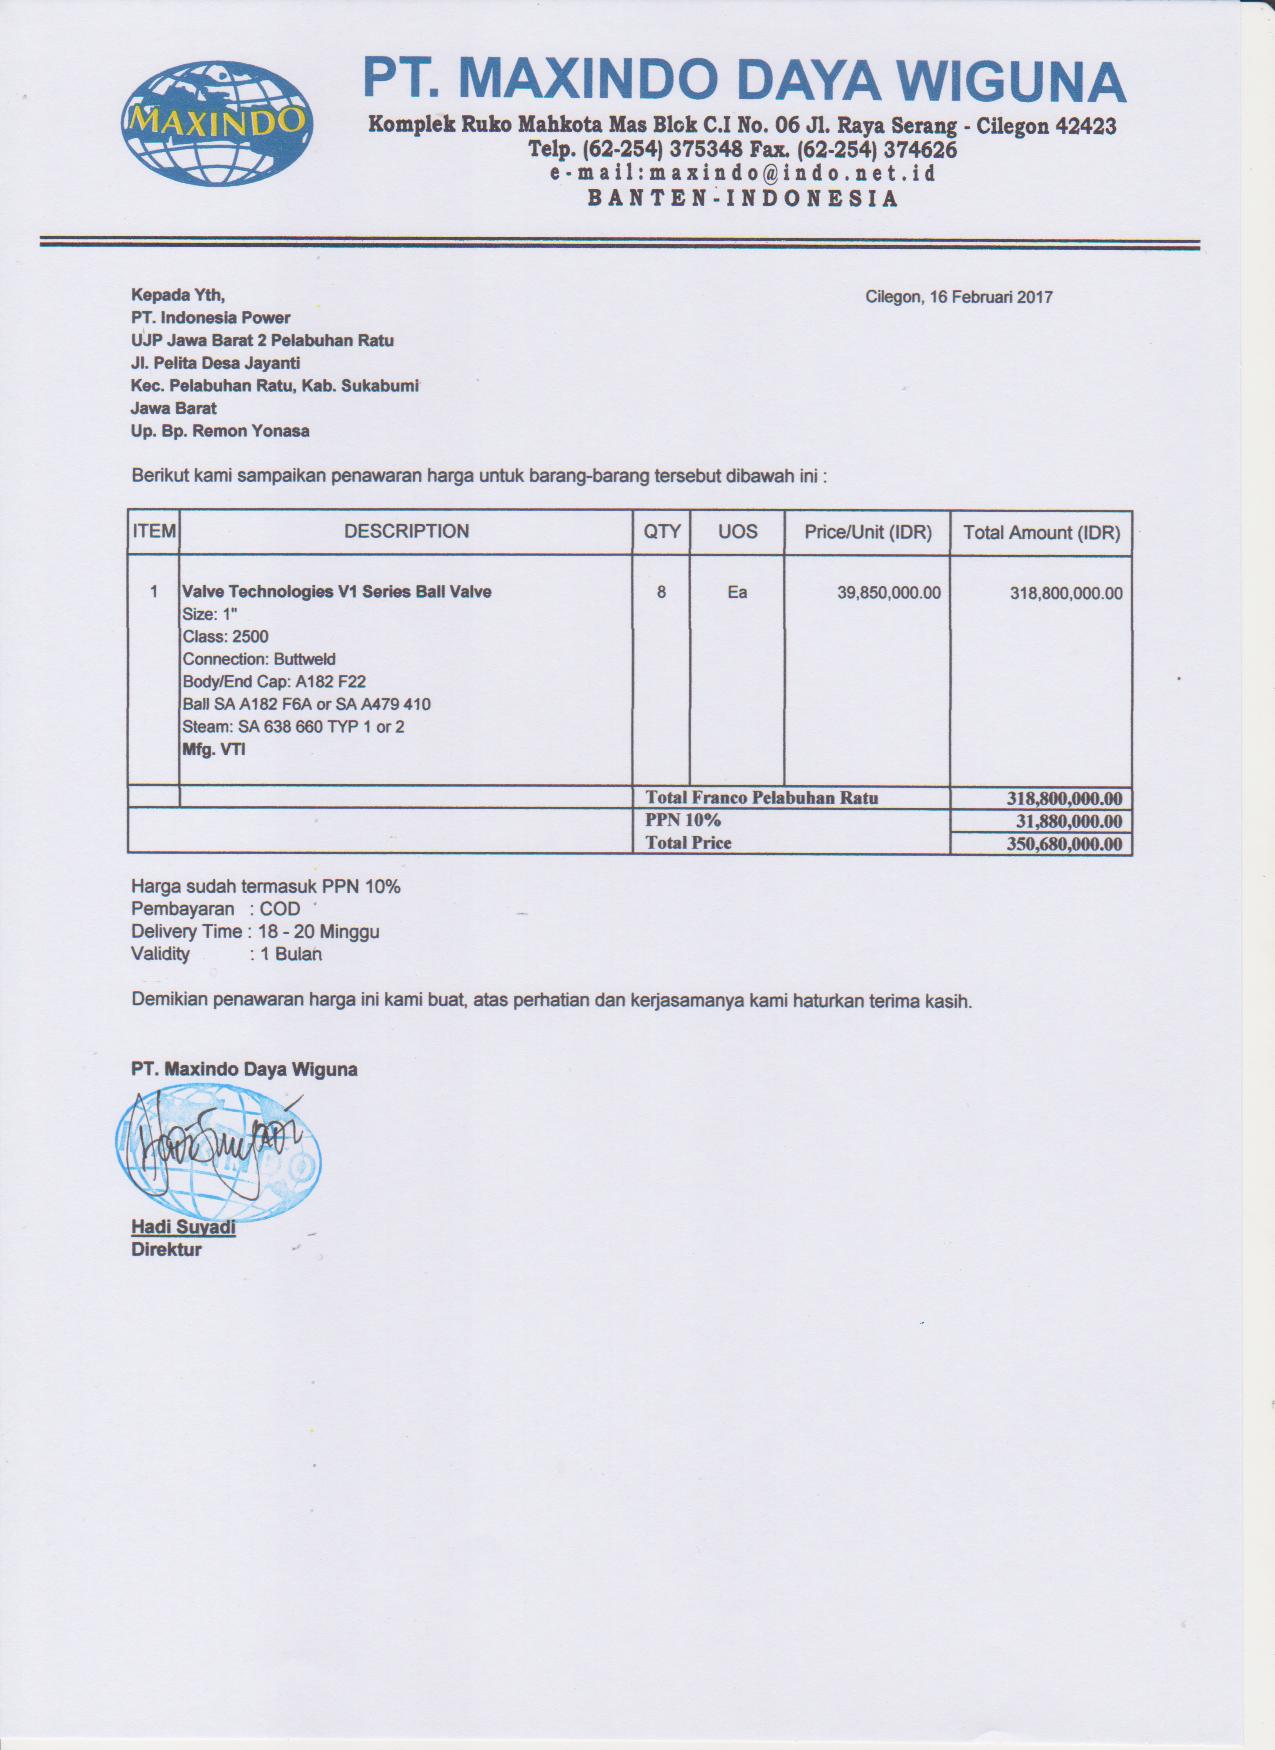 MAXINDO
PT. MAXINDO DAYA WIGUNA
Komplek Ruko Mahkota Mas Blok C.I No. 06 Jl. Raya Serang - Cilegon 42423
Telp. (62-254) 375348 Fax. (62-254) 374626
e-mail:maxindo@indo.net.id
BANTEN-INDONESIA
Kepada Yth,
Cilegon, 16 Februari 2017
PT. Indonesia Power
UJP Jawa Barat 2 Pelabuhan Ratu
Jl. Pelita Desa Jayanti
Kec. Pelabuhan Ratu, Kab. Sukabumi
Jawa Barat
Up. Bp. Remon Yonasa
Berikut kami sampaikan penawaran harga untuk barang-barang tersebut dibawah ini :
ITEM DESCRIPTION QTY UOS Price/Unit (IDR) Total Amount (IDR)
1 Valve Technologies V1 Series Ball Valve 8 Ea 39,850,000.00 318,800,000.00
Size: 1"
Class: 2500
Connection: Buttweld
Body/End Cap: A182 F22
Ball SA A182 F6A or SA A479 410
Steam: SA 638 660 TYP 1 or 2
Mfg. VTI
Total Franco Pelabuhan Ratu 318,800,000.00
PPN 10% 31,880,000.00
Total Price 350,680,000.00
Harga sudah termasuk PPN 10%
Pembayaran : COD
Delivery Time : 18 - 20 Minggu
Validity : 1 Bulan
Demikian penawaran harga ini kami buat, atas perhatian dan kerjasamanya kami haturkan terima kasih.
PT. Maxindo Daya Wiguna
Hadi Suyadi
Direktur